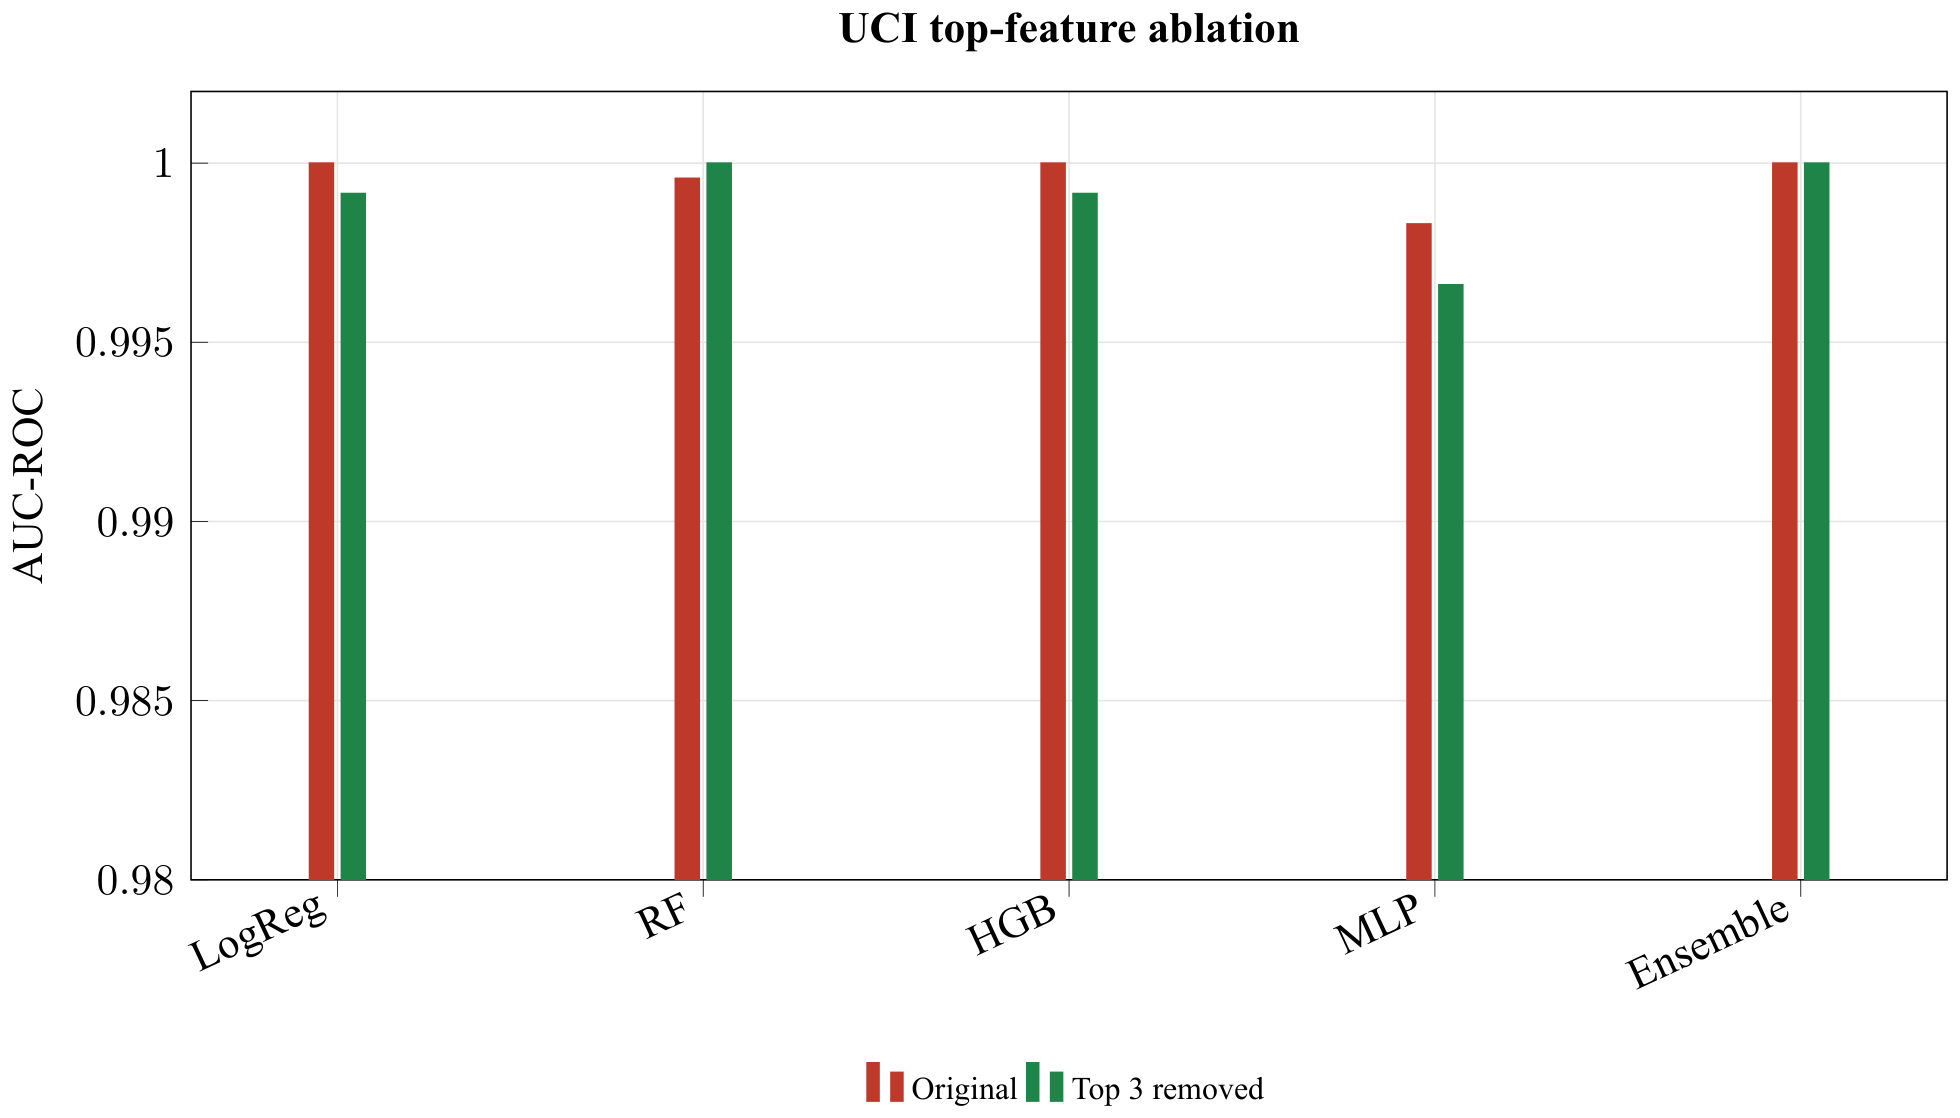 UCI top-feature ablation
AUC-ROC
1
0.995
0.99
0.985
0.98
LogReg
RF
HGB
MLP
Ensemble
Original
Top 3 removed